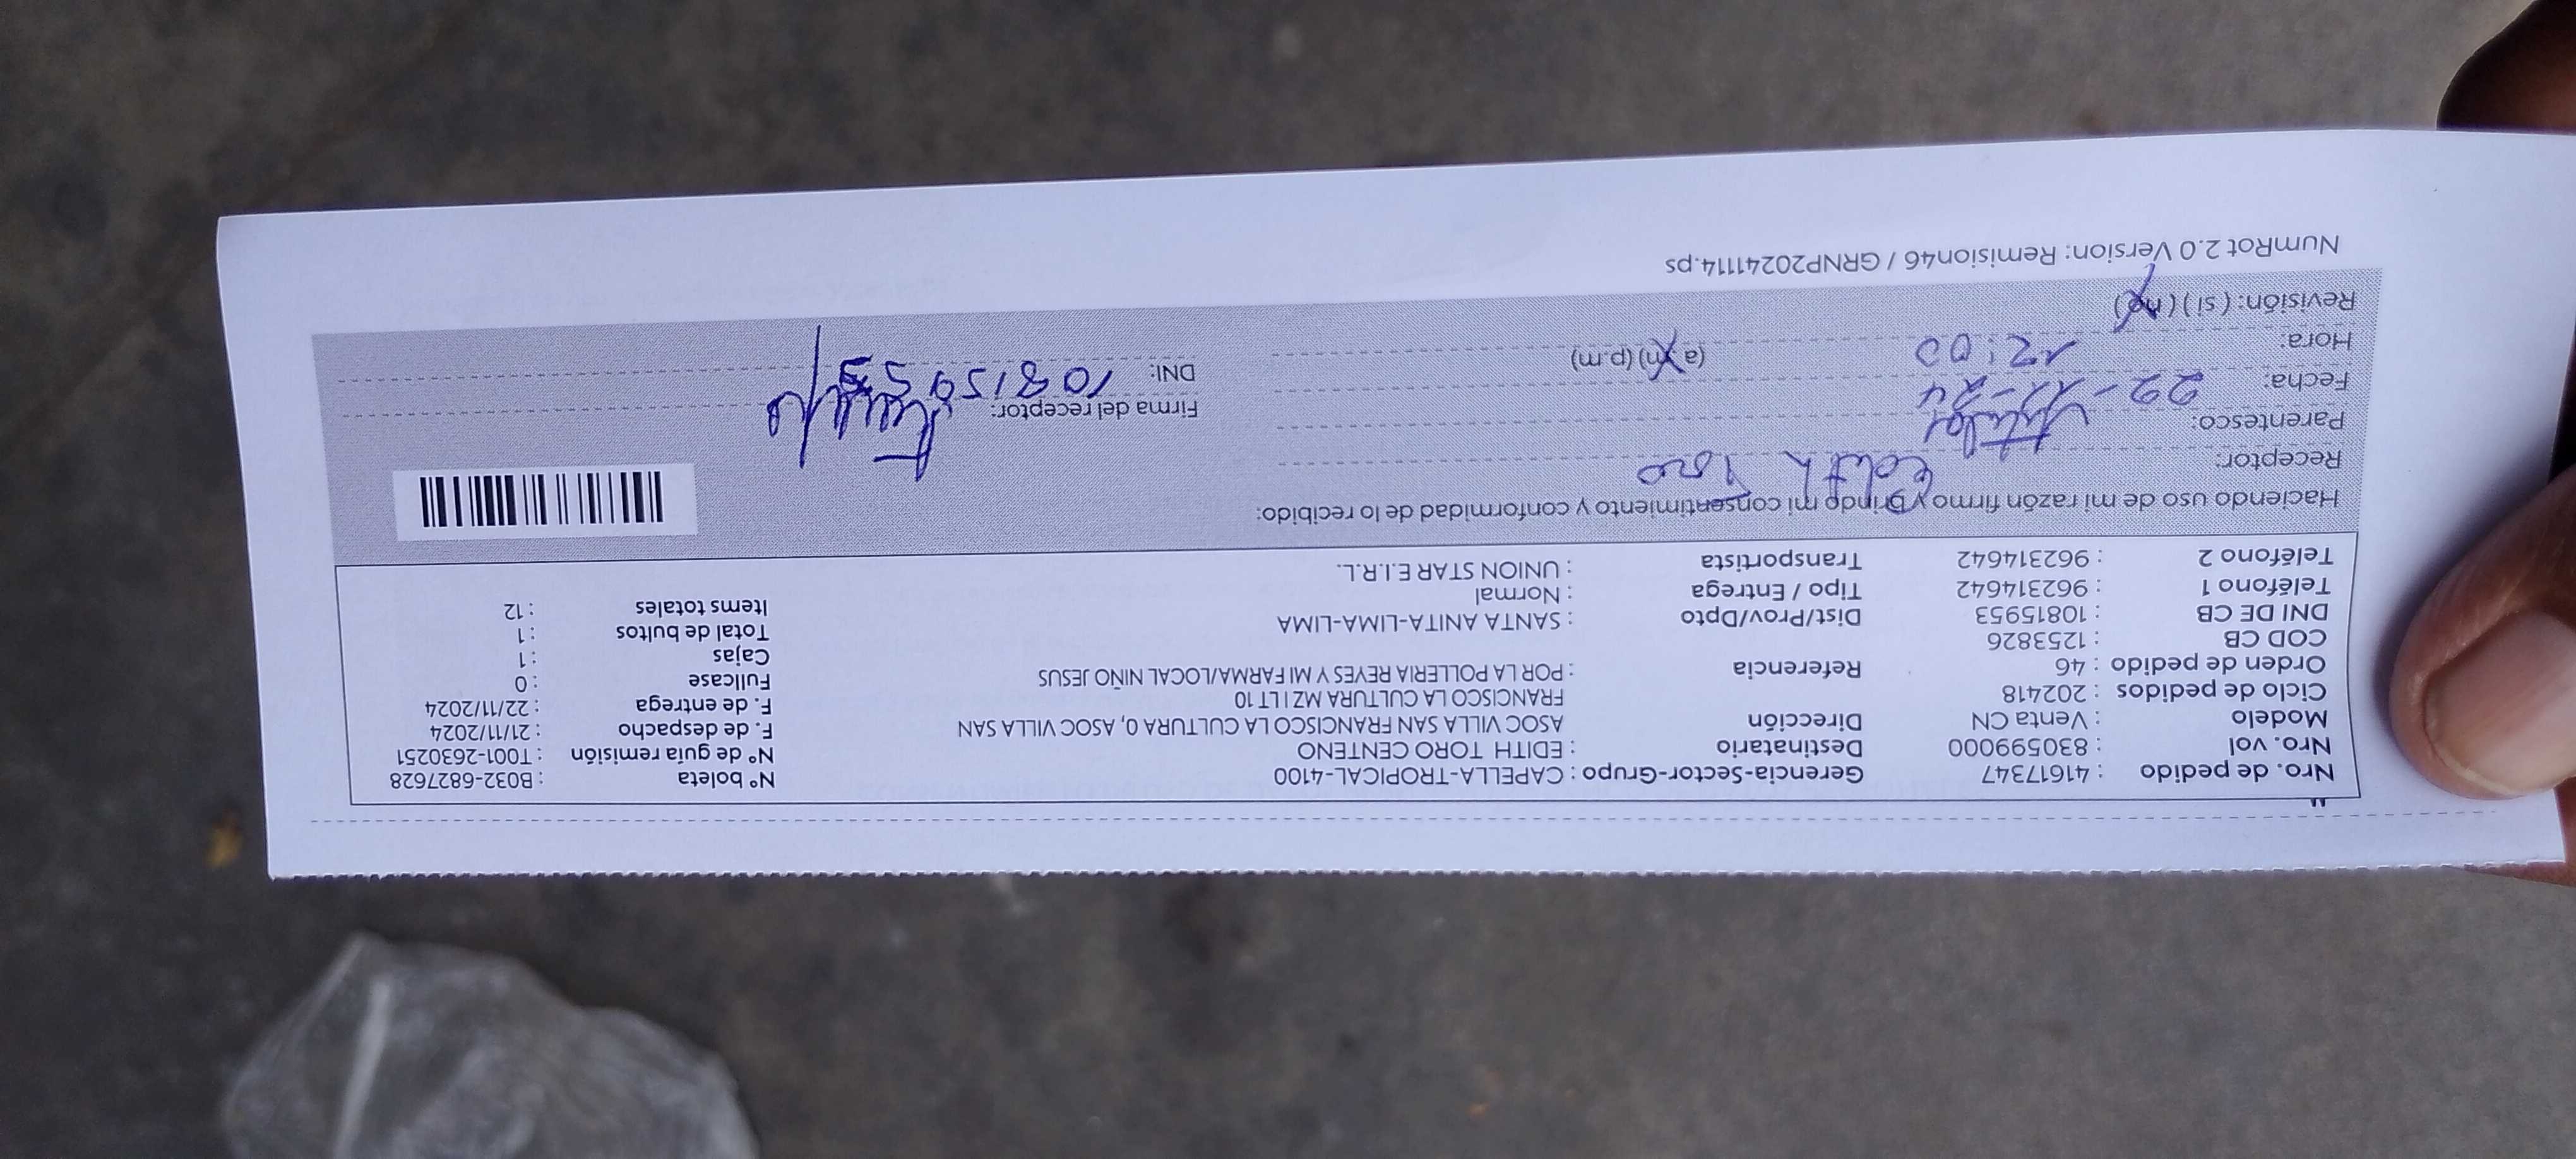 Nro. de pedido : 41617347 Gerencia-Sector-Grupo : CAPELLA-TROPICAL-4100 N° boleta : B032-6827628
Nro. vol : 830599000 Destinatario : EDITH TORO CENTENO N° de guía remisión : T001-2630251
Modelo : Venta CN Dirección ASOC VILLA SAN FRANCISCO LA CULTURA 0, ASOC VILLA SAN F. de despacho : 21/11/2024
Ciclo de pedidos : 202418 FRANCISCO LA CULTURA MZ I LT 10 F. de entrega : 22/11/2024
Orden de pedido : 46 Referencia : POR LA POLLERIA REYES Y MI FARMA/LOCAL NIÑO JESUS Fullcase : 0
COD CB : 1253826 Cajas : 1
DNI DE CB : 10815953 Dist/Prov/Dpto : SANTA ANITA-LIMA-LIMA Total de bultos : 1
Teléfono 1 : 962314642 Tipo / Entrega : Normal Items totales : 12
Teléfono 2 : 962314642 Transportista : UNION STAR E.I.R.L.
Haciendo uso de mi razón firmo y brindo mi consentimiento y conformidad de lo recibido:
Receptor: Edith Toro
Parentesco: titular Firma del receptor:
Fecha: 22-11-24 DNI: 10815953
Hora: 12:00 (a.m) (p.m)
Revisión: (si) (no)
NumRot 2.0 Version: Remision46 / GRNP20241114.ps